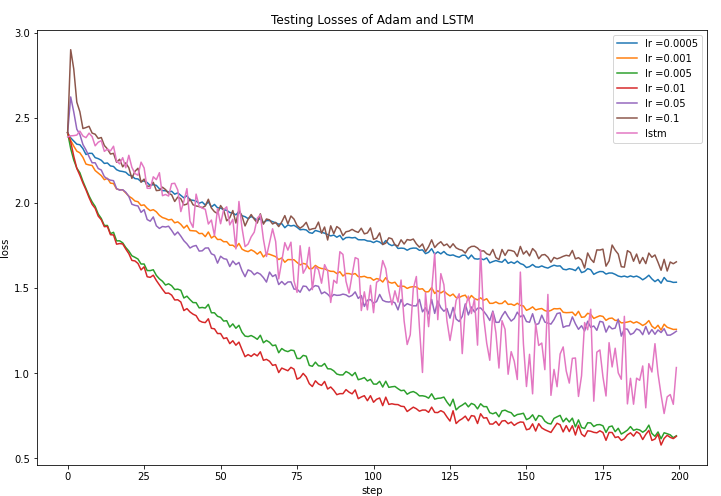 Testing Losses of Adam and LSTM
3.0
2.5
2.0
1.5
1.0
0.5
loss
0
25
50
75
100
125
150
175
200
step
lr =0.0005
lr =0.001
lr =0.005
lr =0.01
lr =0.05
lr =0.1
lstm